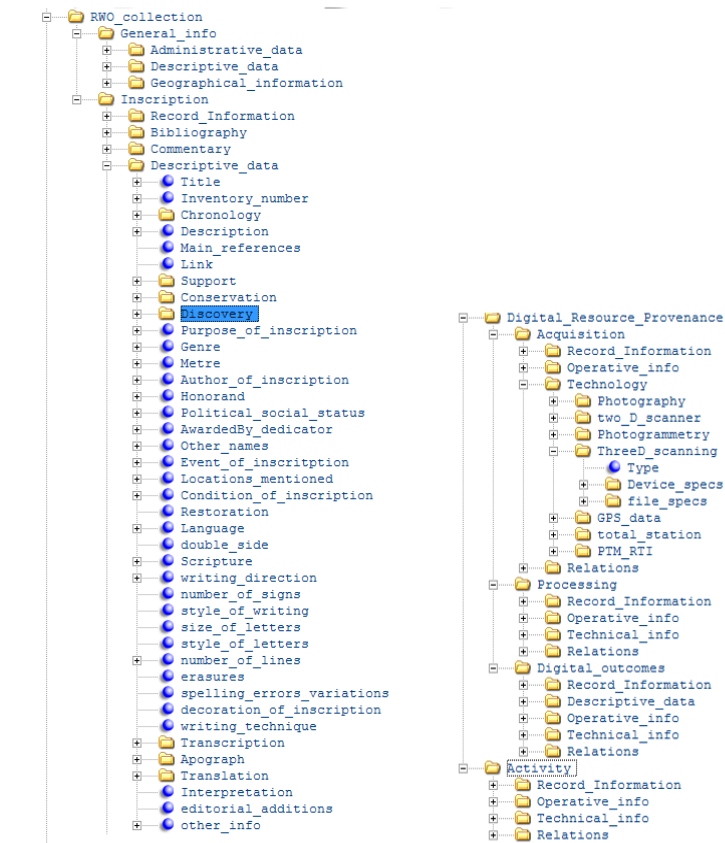 RWO_collection
General_info
Administrative_data
Descriptive_data
Geographical_information
Inscription
Record_Information
Bibliography
Commentary
Descriptive_data
Title
Inventory_number
Chronology
Description
Main_references
Link
Support
Conservation
Discovery
Purpose_of_inscription
Genre
Metre
Author_of_inscription
Honorand
Political_social_status
AwardedBy_dedicator
Other_names
Event_of_inscritption
Locations_mentioned
Condition_of_inscription
Restoration
Language
double_side
Scripture
writing_direction
number_of_signs
style_of_writing
size_of_letters
style_of_letters
number_of_lines
erasures
spelling_errors_variations
decoration_of_inscription
writing_technique
Transcription
Apograph
Translation
Interpretation
editorial_additions
other_info
Digital_Resource_Provenance
Acquisition
Record_Information
Operative_info
Technology
Photography
two_D_scanner
Photogrammetry
ThreeD_scanning
Type
Device_specs
file_specs
GPS_data
total_station
PTM_RTI
Relations
Processing
Record_Information
Operative_info
Technical_info
Relations
Digital_outcomes
Record_Information
Descriptive_data
Operative_info
Technical_info
Relations
Activity
Record_Information
Operative_info
Technical_info
Relations